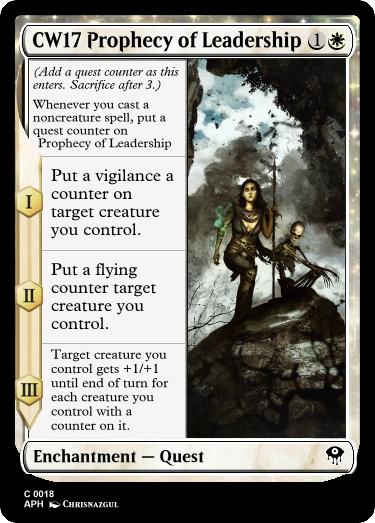 CW17 Prophecy of Leadership 1
(Add a quest counter as this
enters. Sacrifice after 3.)
Whenever you cast a
noncreature spell, put a
quest counter on
Prophecy of Leadership
I
Put a vigilance a
counter on
target creature
you control.
II
Put a flying
counter target
creature you
control.
III
Target creature you
control gets +1/+1
until end of turn for
each creature you
control with a
counter on it.
Enchantment — Quest
C 0018
APH Chrisnazgul